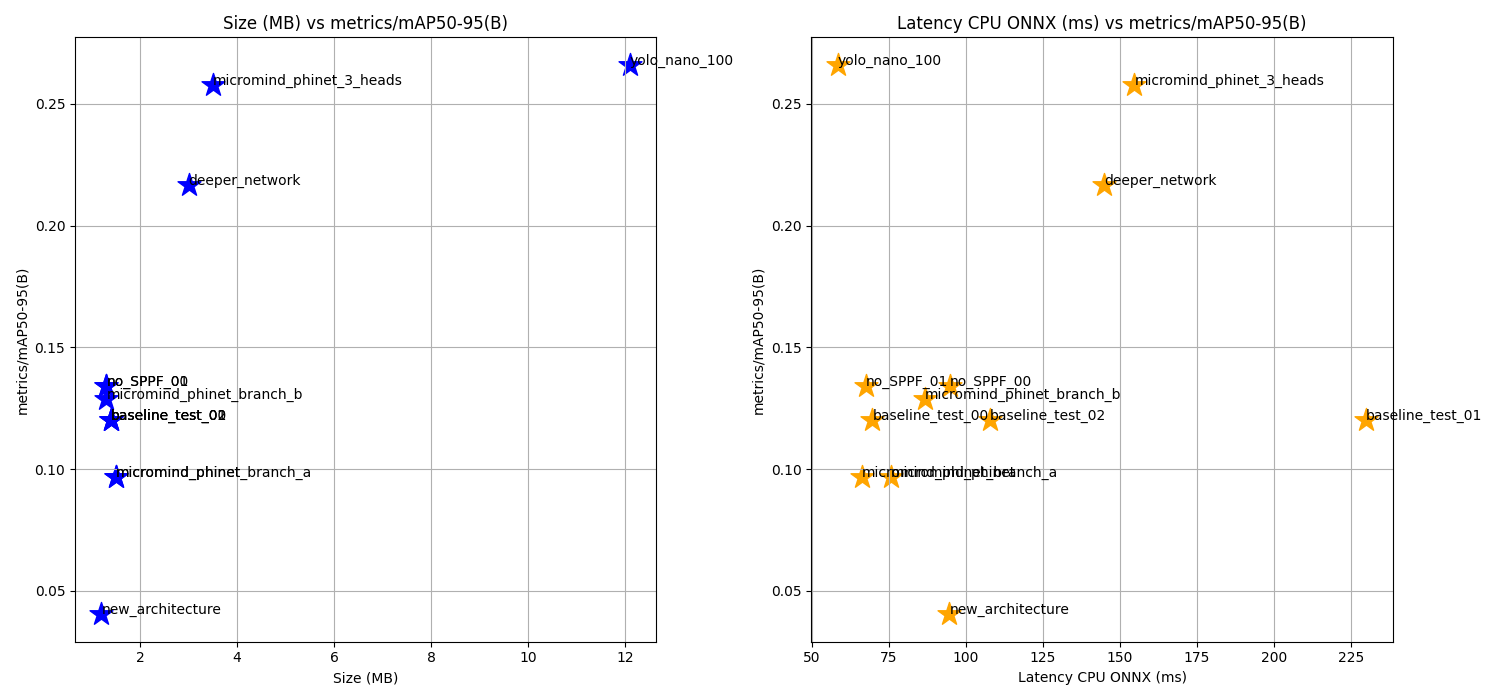 Size (MB) vs metrics/mAP50-95(B)
yolo_nano_100
micromind_phinet_3_heads
0.25
deeper_network
0.20
metrics/mAP50-95(B)
0.15
micromind_phinet_branch_b
0.10
micromind_phinet_branch_a
0.05
new_architecture
2 4 6 8 10 12
Size (MB)
Latency CPU ONNX (ms) vs metrics/mAP50-95(B)
yolo_nano_100
micromind_phinet_3_heads
0.25
deeper_network
0.20
metrics/mAP50-95(B)
0.15
no_SPPF_01 no_SPPF_00
micromind_phinet_branch_b
baseline_test_00 baseline_test_02 baseline_test_01
0.10
0.05
new_architecture
50 75 100 125 150 175 200 225
Latency CPU ONNX (ms)